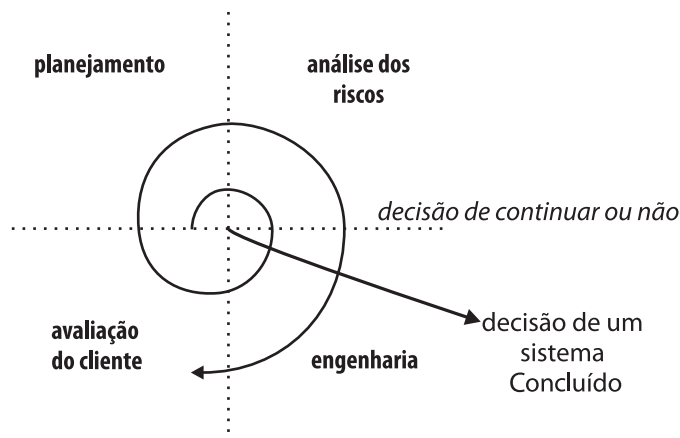 planejamento
análise dos
riscos
decisão de continuar ou não
avaliação
do cliente
engenharia
decisão de um
sistema
Concluído